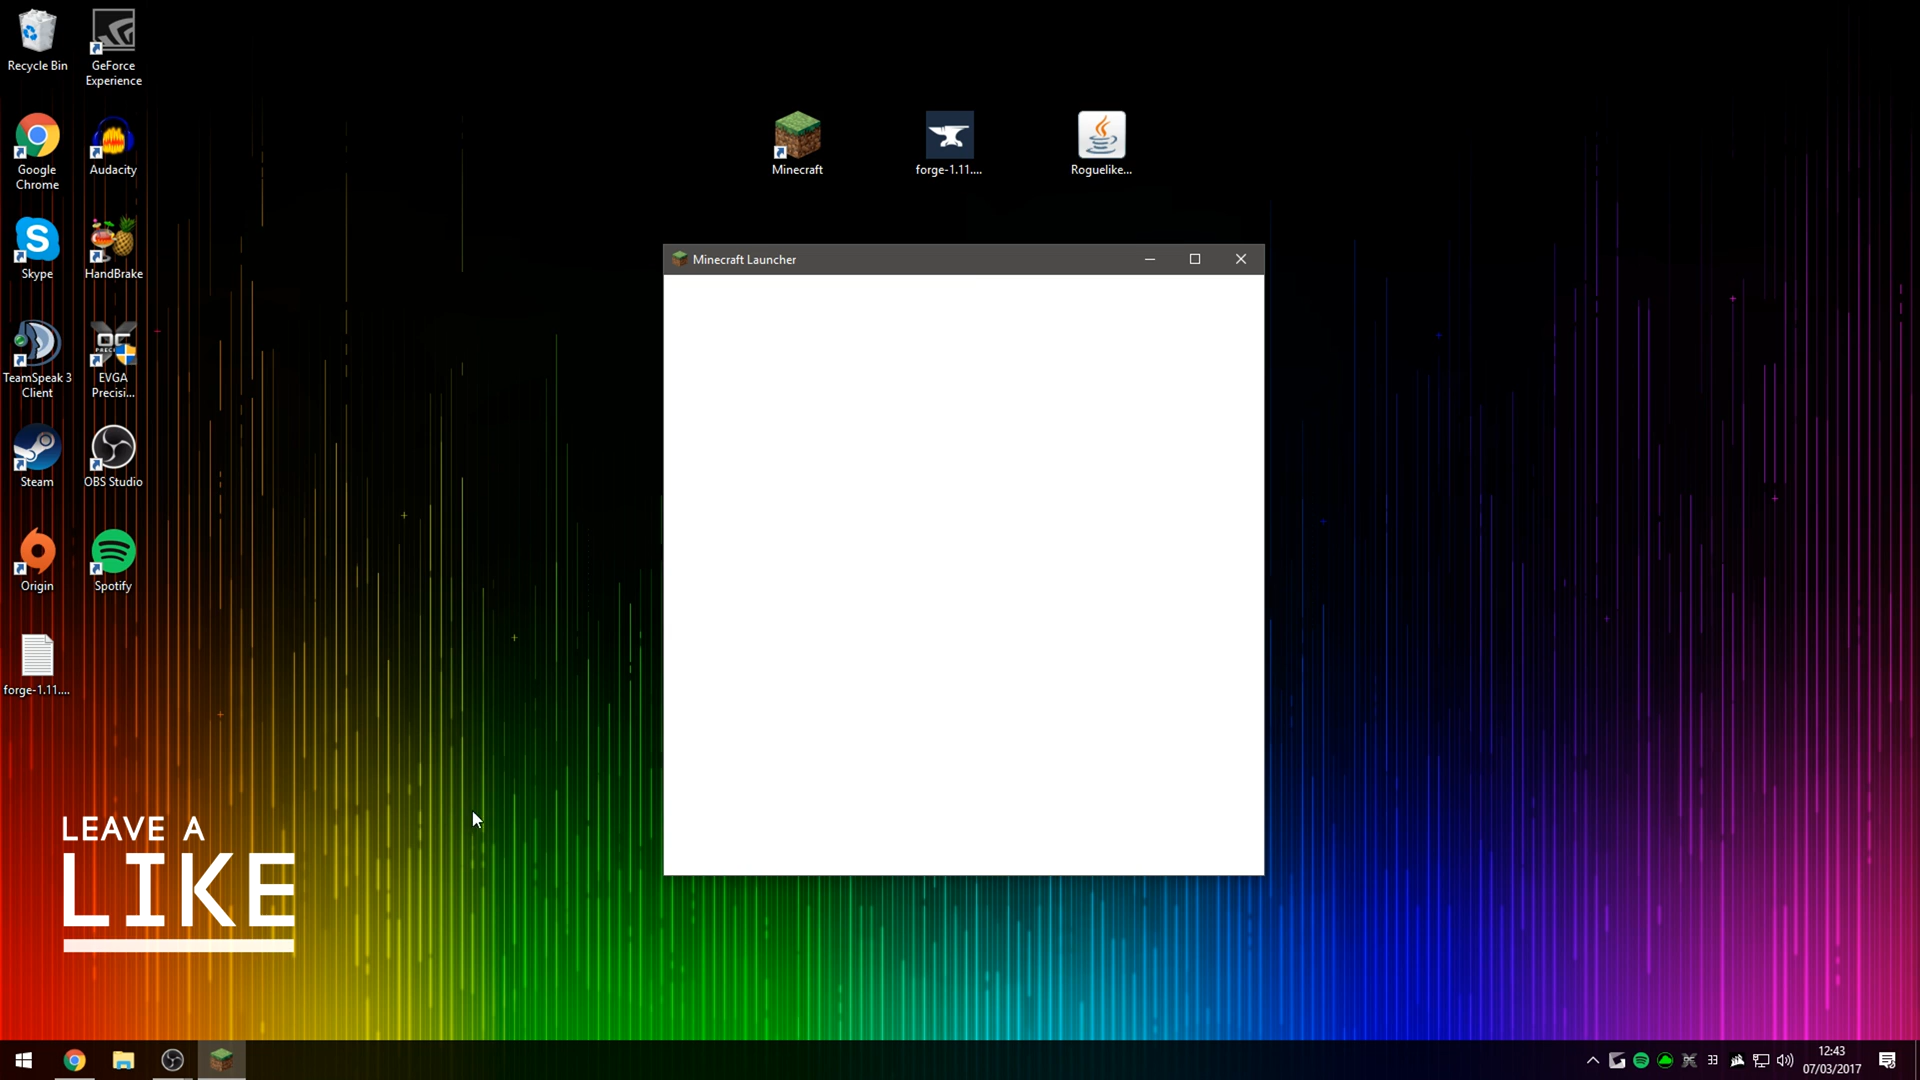 Recycle Bin
GeForce
Experience
Google
Chrome
Audacity
Skype
HandBrake
TeamSpeak 3
Client
EVGA
Precisi...
Steam
OBS Studio
Origin
Spotify
forge-1.11....
Minecraft
forge-1.11....
Roguelike...
Minecraft Launcher
LEAVE A
LIKE
12:43
07/03/2017